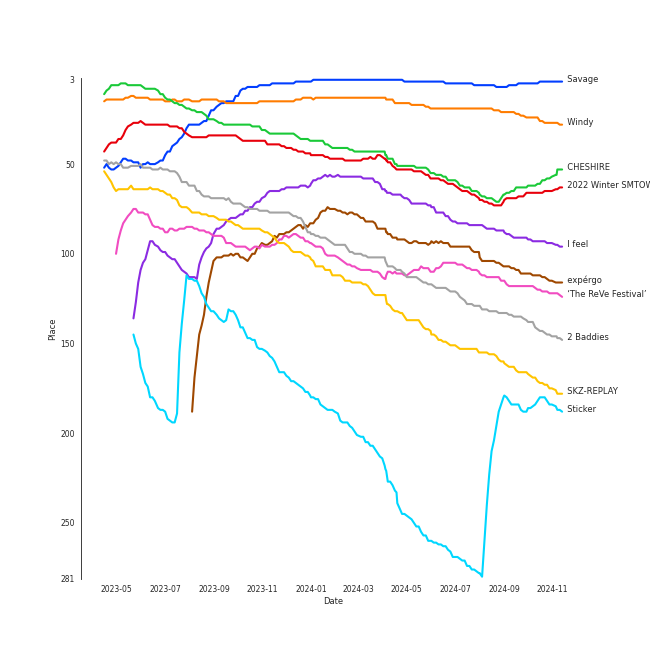 3
50
100
150
200
250
281
Place
Savage
Windy
CHESHIRE
2022 Winter SMTOW
I feel
expérgo
‘The ReVe Festival’
2 Baddies
SKZ-REPLAY
Sticker
2023-05 2023-07 2023-09 2023-11 2024-01 2024-03 2024-05 2024-07 2024-09 2024-11
Date